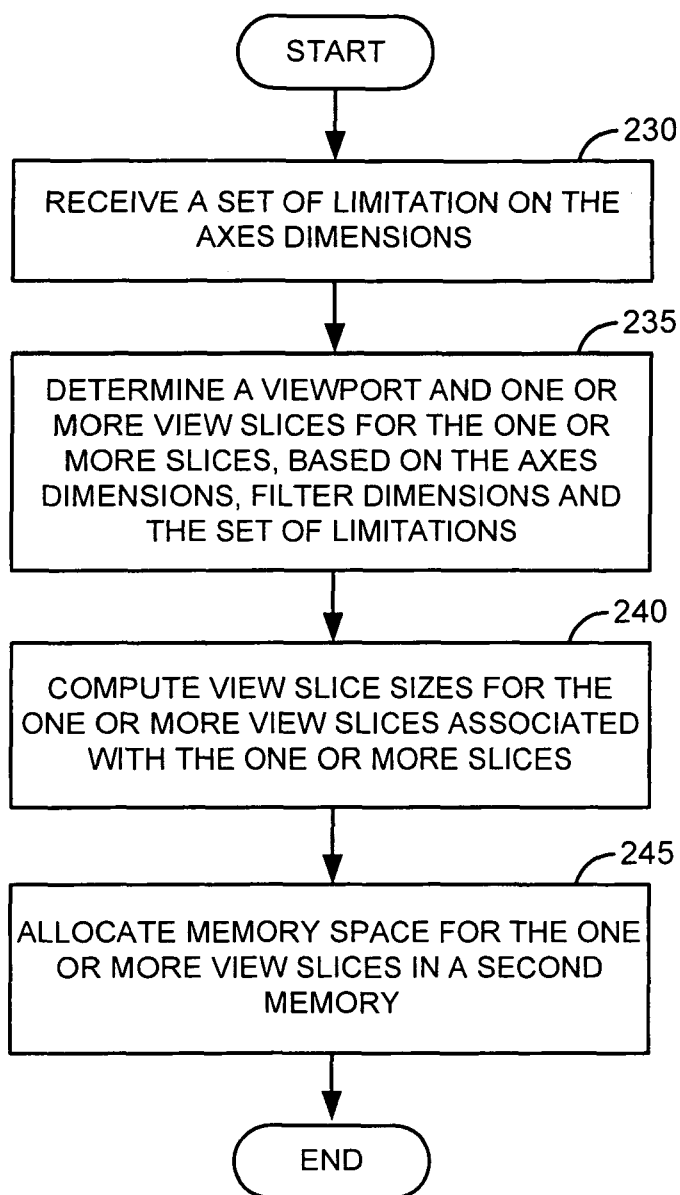 START
230
RECEIVE A SET OF LIMITATION ON THE
AXES DIMENSIONS
235
DETERMINE A VIEWPORT AND ONE OR
MORE VIEW SLICES FOR THE ONE OR
MORE SLICES, BASED ON THE AXES
DIMENSIONS, FILTER DIMENSIONS AND
THE SET OF LIMITATIONS
240
COMPUTE VIEW SLICE SIZES FOR THE
ONE OR MORE VIEW SLICES ASSOCIATED
WITH THE ONE OR MORE SLICES
245
ALLOCATE MEMORY SPACE FOR THE ONE
OR MORE VIEW SLICES IN A SECOND
MEMORY
END